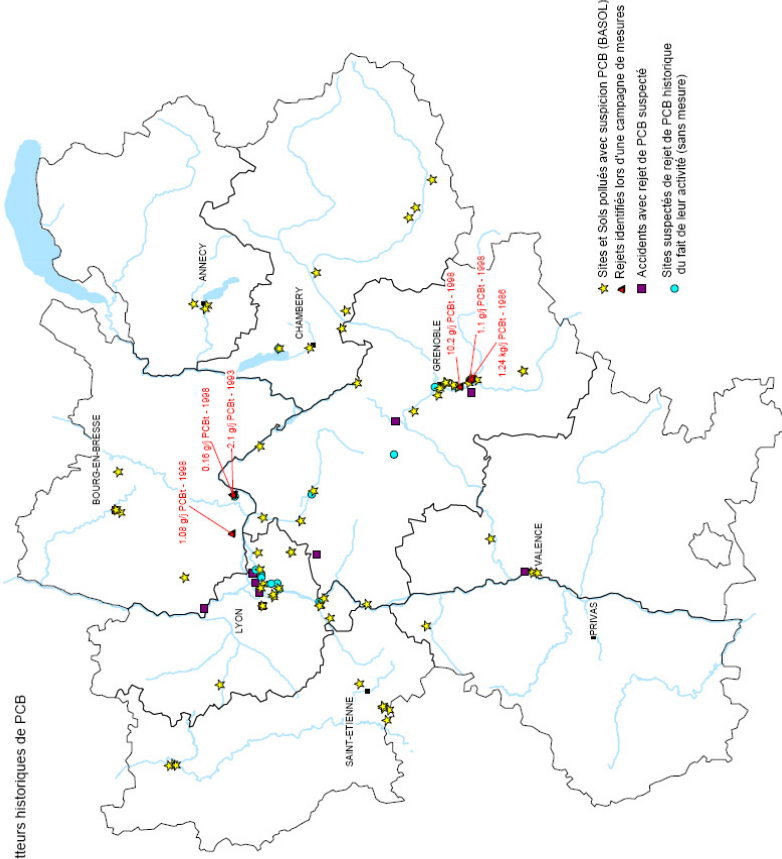 tteurs historiques de PCB
BOURG-EN-BRESSE
ANNECY
1.08 g/j PCBt - 1998
0.16 g/j PCBt - 1998
2.1 g/j PCBt - 1993
LYON
CHAMBERY
SAINT-ETIENNE
GRENOBLE
10.2 g/j PCBt - 1998
1.1 g/j PCBt - 1998
1.24 kg/j PCBt - 1986
VALENCE
PRIVAS
Sites et Sols pollués avec suspicion PCB (BASOL)
Rejets identifiés lors d'une campagne de mesures
Accidents avec rejet de PCB suspecté
Sites suspectés de rejet de PCB historique
du fait de leur activité (sans mesure)